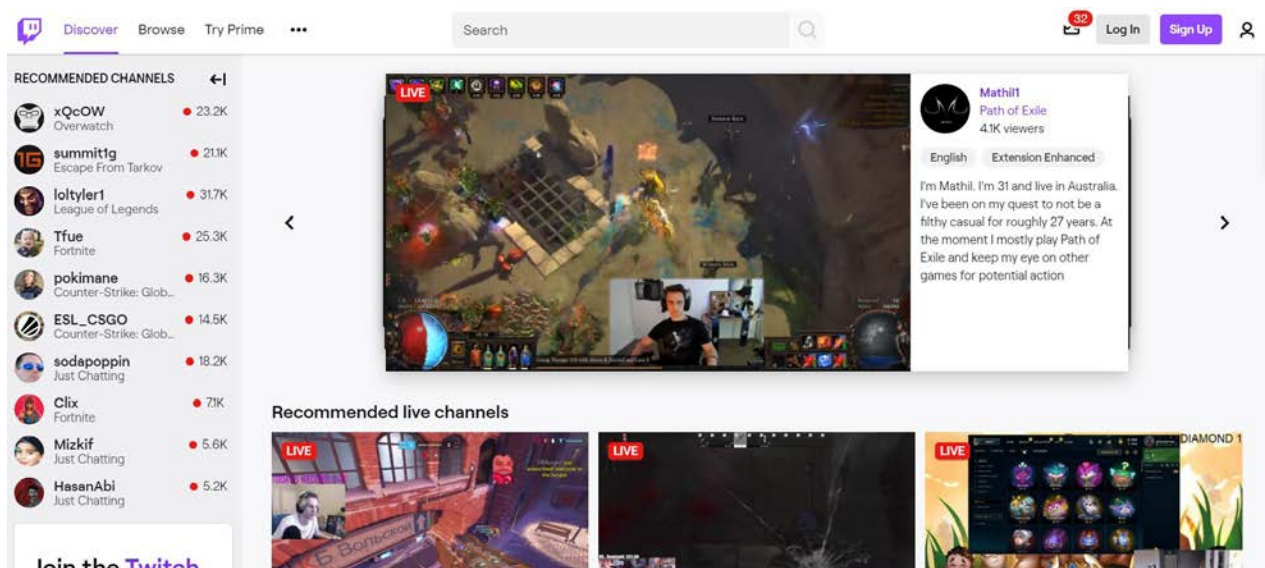 Discover Browse Try Prime •••
Search
32
Log In
Sign Up
RECOMMENDED CHANNELS
xQcOW 23.2K
Overwatch
summit1g 21.1K
Escape From Tarkov
loltyler1 31.7K
League of Legends
Tfue 25.3K
Fortnite
pokimane 16.3K
Counter-Strike: Glob...
ESL_CSGO 14.5K
Counter-Strike: Glob...
sodapoppin 18.2K
Just Chatting
Clix 7.1K
Fortnite
Mizkif 5.6K
Just Chatting
HasanAbi 5.2K
Just Chatting
Join the Twitch
LIVE
Mathil1
Path of Exile
4.1K viewers
English Extension Enhanced
I'm Mathil. I'm 31 and live in Australia.
I've been on my quest to not be a
filthy casual for roughly 27 years. At
the moment I mostly play Path of
Exile and keep my eye on other
games for potential action
Recommended live channels
LIVE
Б Вольской
LIVE
LIVE
DIAMOND 1